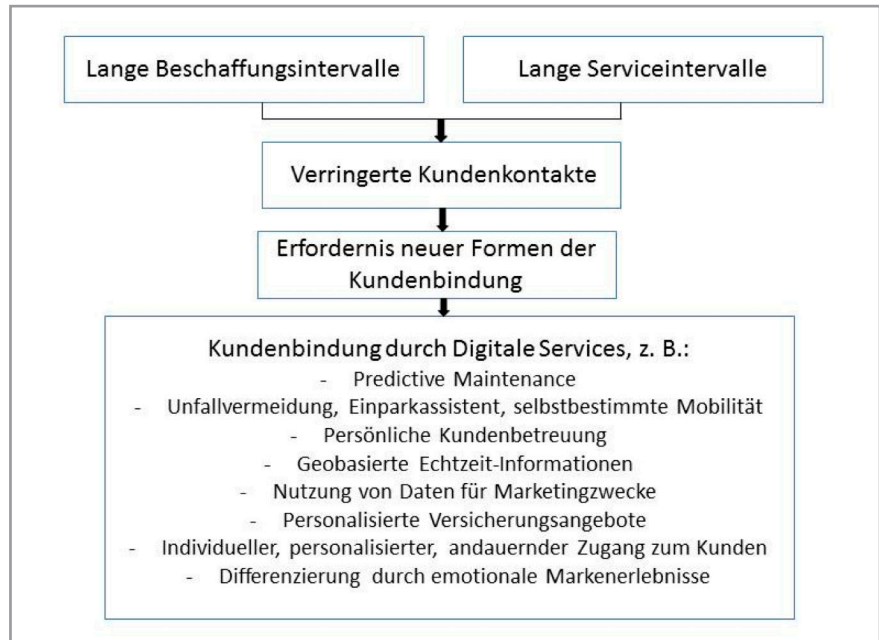 Lange Beschaffungsintervalle
Lange Serviceintervalle
Verringerte Kundenkontakte
Erfordernis neuer Formen der
Kundenbindung
Kundenbindung durch Digitale Services, z. B.:
- Predictive Maintenance
- Unfallvermeidung, Einparkassistent, selbstbestimmte Mobilität
- Persönliche Kundenbetreuung
- Geobasierte Echtzeit-Informationen
- Nutzung von Daten für Marketingzwecke
- Personalisierte Versicherungsangebote
- Individueller, personalisierter, andauernder Zugang zum Kunden
- Differenzierung durch emotionale Markenerlebnisse